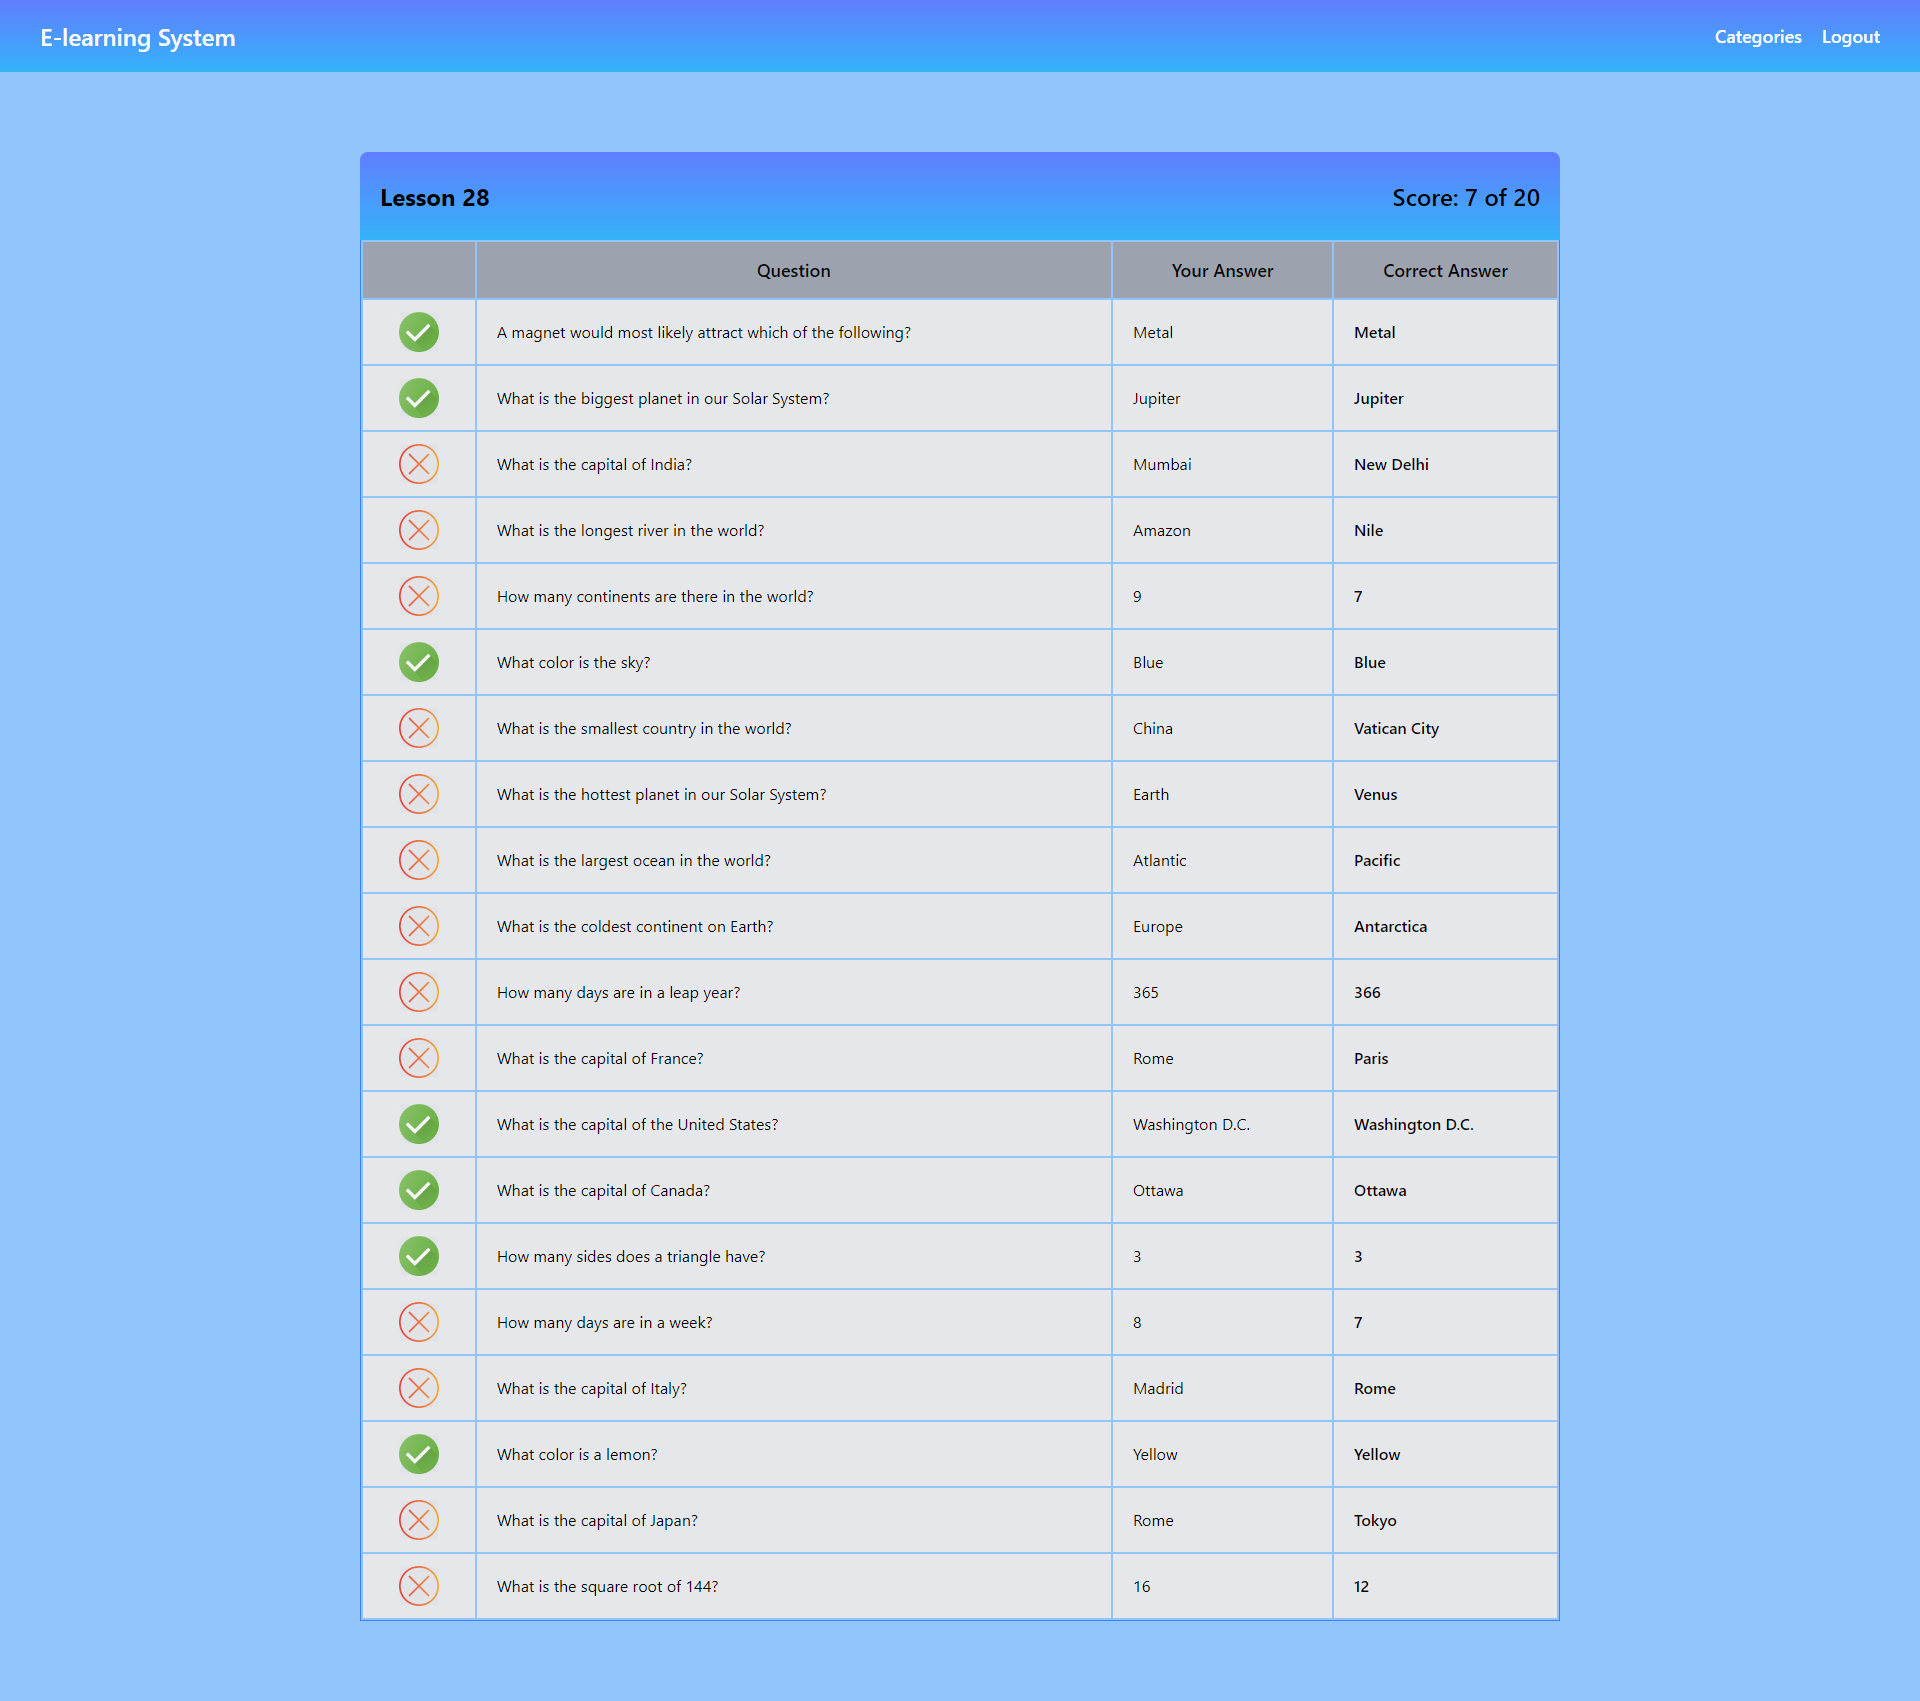 E-learning System Categories Logout
Lesson 28 Score: 7 of 20
Question Your Answer Correct Answer
A magnet would most likely attract which of the following? Metal Metal
What is the biggest planet in our Solar System? Jupiter Jupiter
What is the capital of India? Mumbai New Delhi
What is the longest river in the world? Amazon Nile
How many continents are there in the world? 9 7
What color is the sky? Blue Blue
What is the smallest country in the world? China Vatican City
What is the hottest planet in our Solar System? Earth Venus
What is the largest ocean in the world? Atlantic Pacific
What is the coldest continent on Earth? Europe Antarctica
How many days are in a leap year? 365 366
What is the capital of France? Rome Paris
What is the capital of the United States? Washington D.C. Washington D.C.
What is the capital of Canada? Ottawa Ottawa
How many sides does a triangle have? 3 3
How many days are in a week? 8 7
What is the capital of Italy? Madrid Rome
What color is a lemon? Yellow Yellow
What is the capital of Japan? Rome Tokyo
What is the square root of 144? 16 12